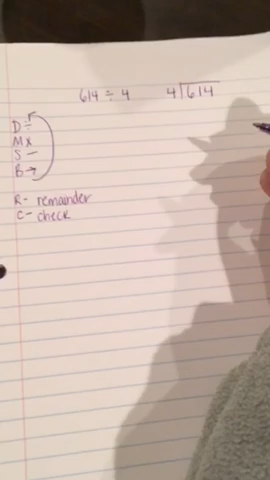 614 ÷ 4 4⟌614
D ÷
M x
S −
B →
R- remainder
C- check